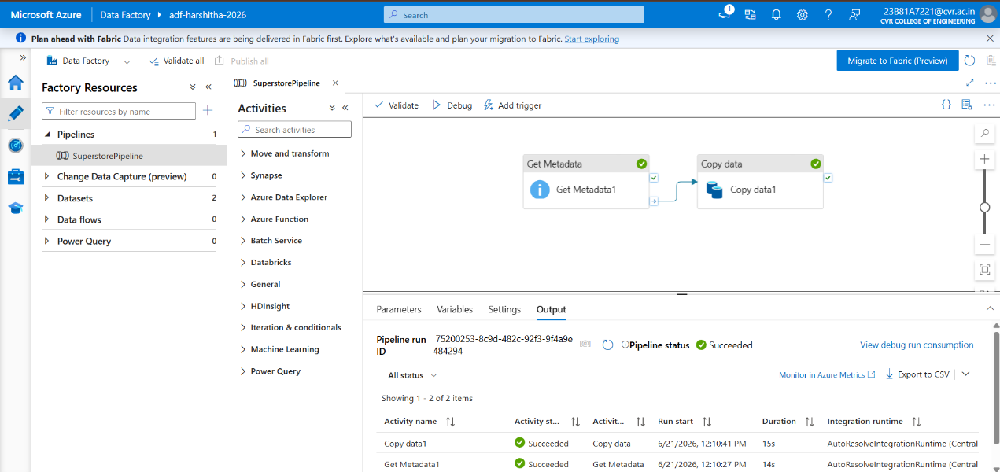 Microsoft Azure Data Factory adf-harshitha-2026 Search 1 23B81A7221@cvr.ac.in
CVR COLLEGE OF ENGINEERING
Plan ahead with Fabric Data integration features are being delivered in Fabric first. Explore what's available and plan your migration to Fabric. Start exploring
Data Factory Validate all Publish all Migrate to Fabric (Preview)
Factory Resources
Filter resources by name
Pipelines 1
SuperstorePipeline
Change Data Capture (preview) 0
Datasets 2
Data flows 0
Power Query 0
SuperstorePipeline
Activities
Search activities
Move and transform
Synapse
Azure Data Explorer
Azure Function
Batch Service
Databricks
General
HDInsight
Iteration & conditionals
Machine Learning
Power Query
Validate Debug Add trigger
Get Metadata
Get Metadata1
Copy data
Copy data1
Parameters Variables Settings Output
Pipeline run ID 75200253-8c9d-482c-92f3-9f4a9e
484294
Pipeline status Succeeded View debug run consumption
All status Monitor in Azure Metrics Export to CSV
Showing 1 - 2 of 2 items
Activity name Activity st... Activit... Run start Duration Integration runtime
Copy data1 Succeeded Copy data 6/21/2026, 12:10:41 PM 15s AutoResolveIntegrationRuntime (Central
Get Metadata1 Succeeded Get Metadata 6/21/2026, 12:10:27 PM 14s AutoResolveIntegrationRuntime (Central